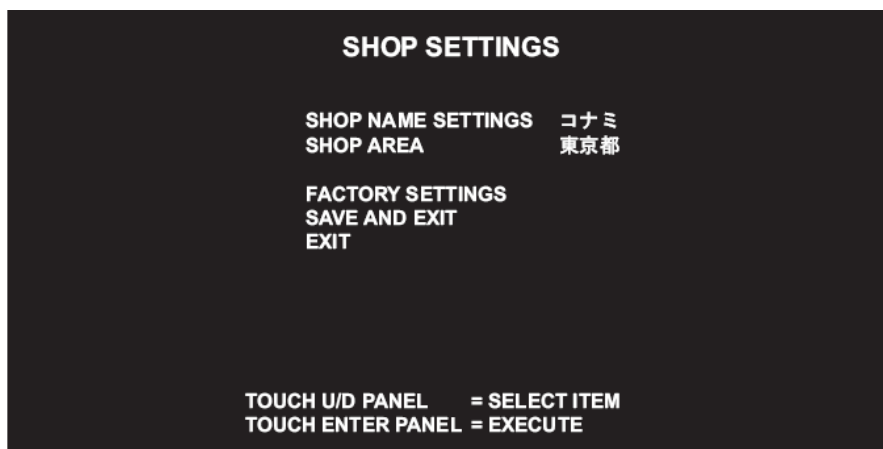 SHOP SETTINGS
SHOP NAME SETTINGS コナミ
SHOP AREA 東京都
FACTORY SETTINGS
SAVE AND EXIT
EXIT
TOUCH U/D PANEL = SELECT ITEM
TOUCH ENTER PANEL = EXECUTE